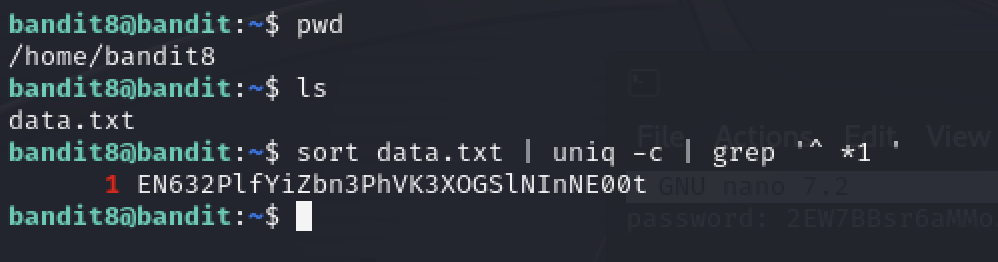 bandit8@bandit:~$ pwd
/home/bandit8
bandit8@bandit:~$ ls
data.txt
File Actions Edit View
bandit8@bandit:~$ sort data.txt | uniq -c | grep '^ *1 '
1 EN632PlfYiZbn3PhVK3XOGSlNInNE00t
GNU nano 7.2
bandit8@bandit:~$
password: 2EW7BBsr6aMMo